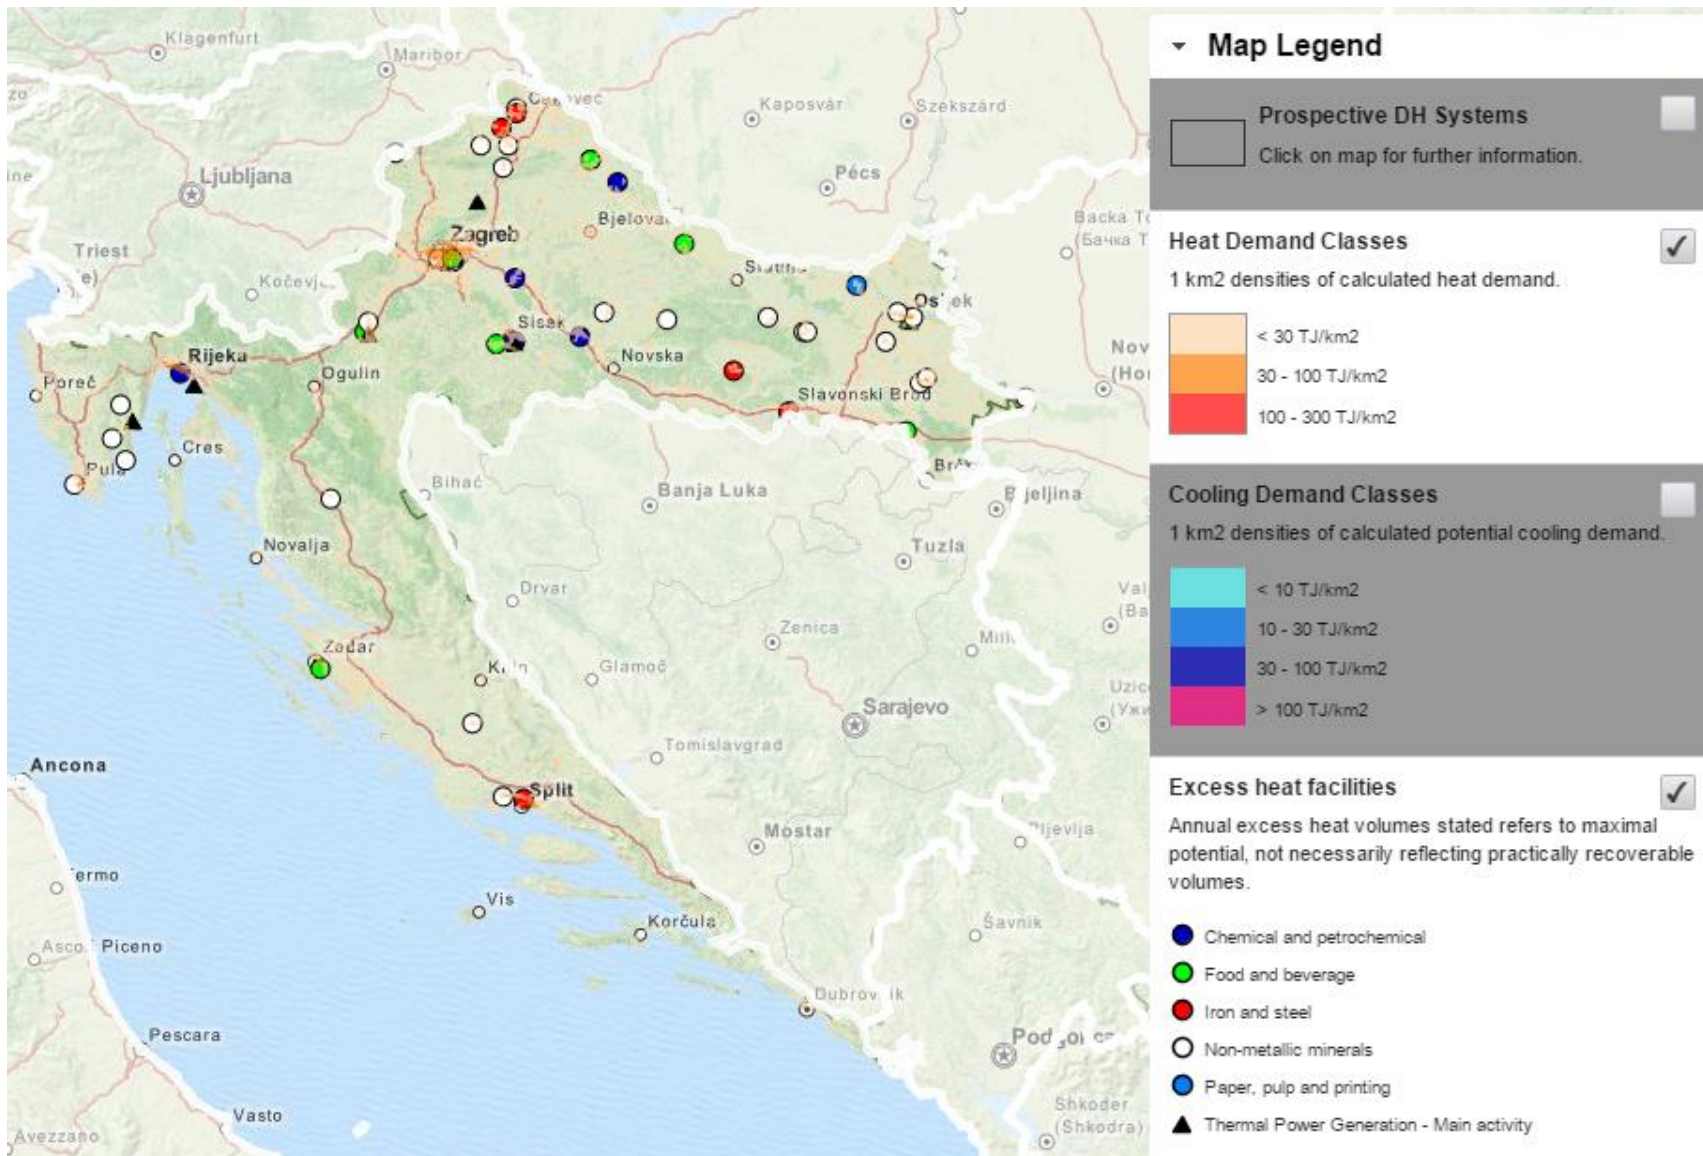 Klagenfurt
Maribor
Kaposvár
Szekszárd
Ljubljana
Pécs
Triest
Zagreb
Rijeka
Ogulin
Novska
Poreč
Cres
Slavonski Brod
Bihać
Banja Luka
Novalja
Tuzla
Drvar
Zenica
Zadar
Glamoč
Sarajevo
Tomislavgrad
Ancona
Split
Mostar
Vis
Korčula
Šavnik
Piceno
Pescara
Vasto
Avezzano
Shkoder
(Shkodra)
Map Legend
Prospective DH Systems
Click on map for further information.
Heat Demand Classes
1 km2 densities of calculated heat demand.
< 30 TJ/km2
30 - 100 TJ/km2
100 - 300 TJ/km2
Cooling Demand Classes
1 km2 densities of calculated potential cooling demand.
< 10 TJ/km2
10 - 30 TJ/km2
30 - 100 TJ/km2
> 100 TJ/km2
Excess heat facilities
Annual excess heat volumes stated refers to maximal
potential, not necessarily reflecting practically recoverable
volumes.
Chemical and petrochemical
Food and beverage
Iron and steel
Non-metallic minerals
Paper, pulp and printing
Thermal Power Generation - Main activity